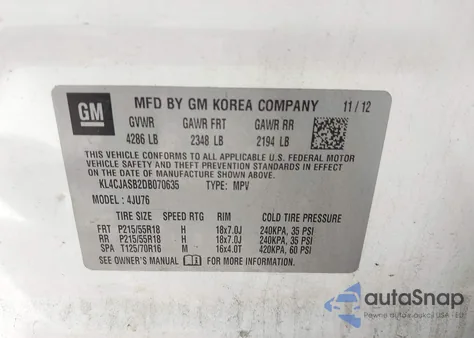 GM
MFD BY GM KOREA COMPANY 11/12
GVWR GAWR FRT GAWR RR
4286 LB 2348 LB 2194 LB
THIS VEHICLE CONFORMS TO ALL APPLICABLE U.S. FEDERAL MOTOR
VEHICLE SAFETY AND THEFT PREVENTION STANDARDS IN EFFECT
ON THE DATE OF MANUFACTURE SHOWN ABOVE.
KL4CJASB2DB070635 TYPE: MPV
MODEL : 4JU76
TIRE SIZE SPEED RTG RIM COLD TIRE PRESSURE
FRT P215/55R18 H 18x7.0J 240KPA, 35 PSI
RR P215/55R18 H 18x7.0J 240KPA, 35 PSI
SPA T125/70R16 M 16x4.0T 420KPA, 60 PSI
SEE OWNER'S MANUAL FOR MORE INFORMATION
autoSnap
Pewne auto z USA - EU